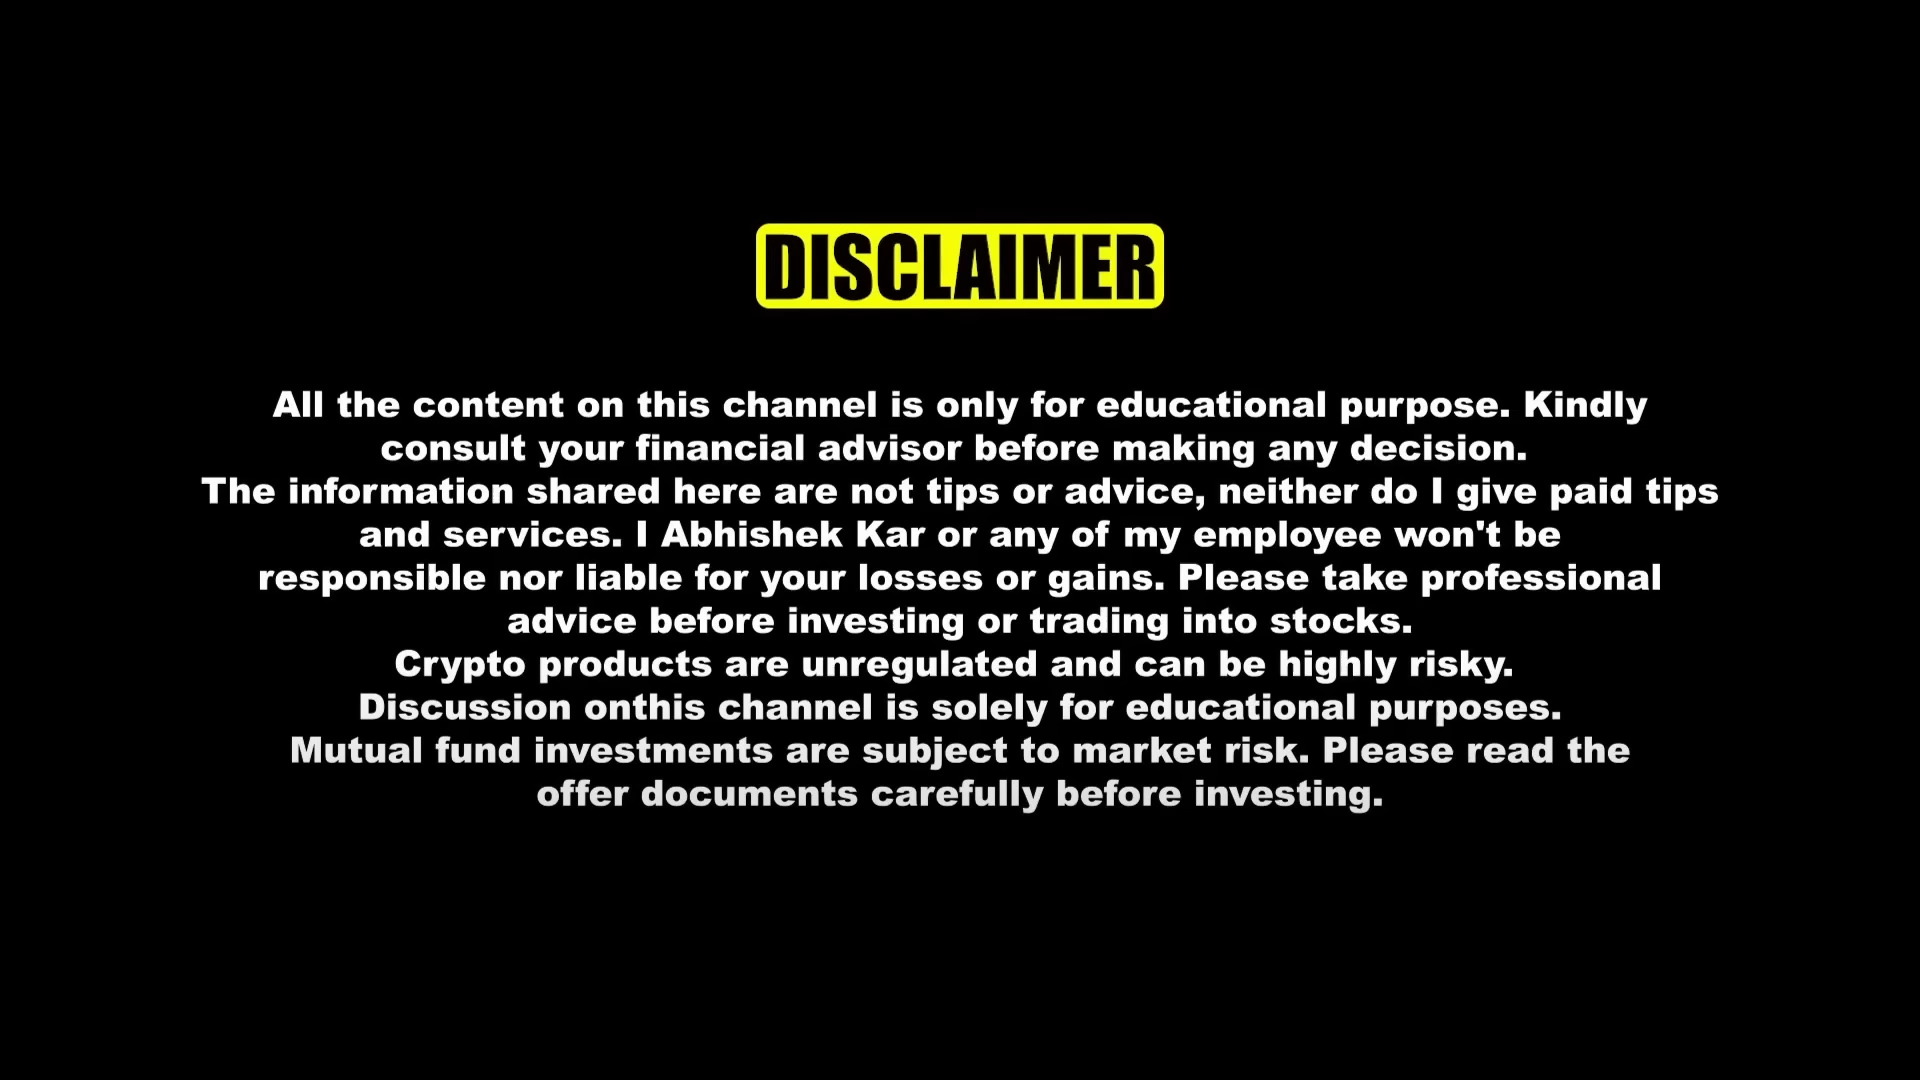 DISCLAIMER
All the content on this channel is only for educational purpose. Kindly
consult your financial advisor before making any decision.
The information shared here are not tips or advice, neither do I give paid tips
and services. I Abhishek Kar or any of my employee won't be
responsible nor liable for your losses or gains. Please take professional
advice before investing or trading into stocks.
Crypto products are unregulated and can be highly risky.
Discussion onthis channel is solely for educational purposes.
Mutual fund investments are subject to market risk. Please read the
offer documents carefully before investing.